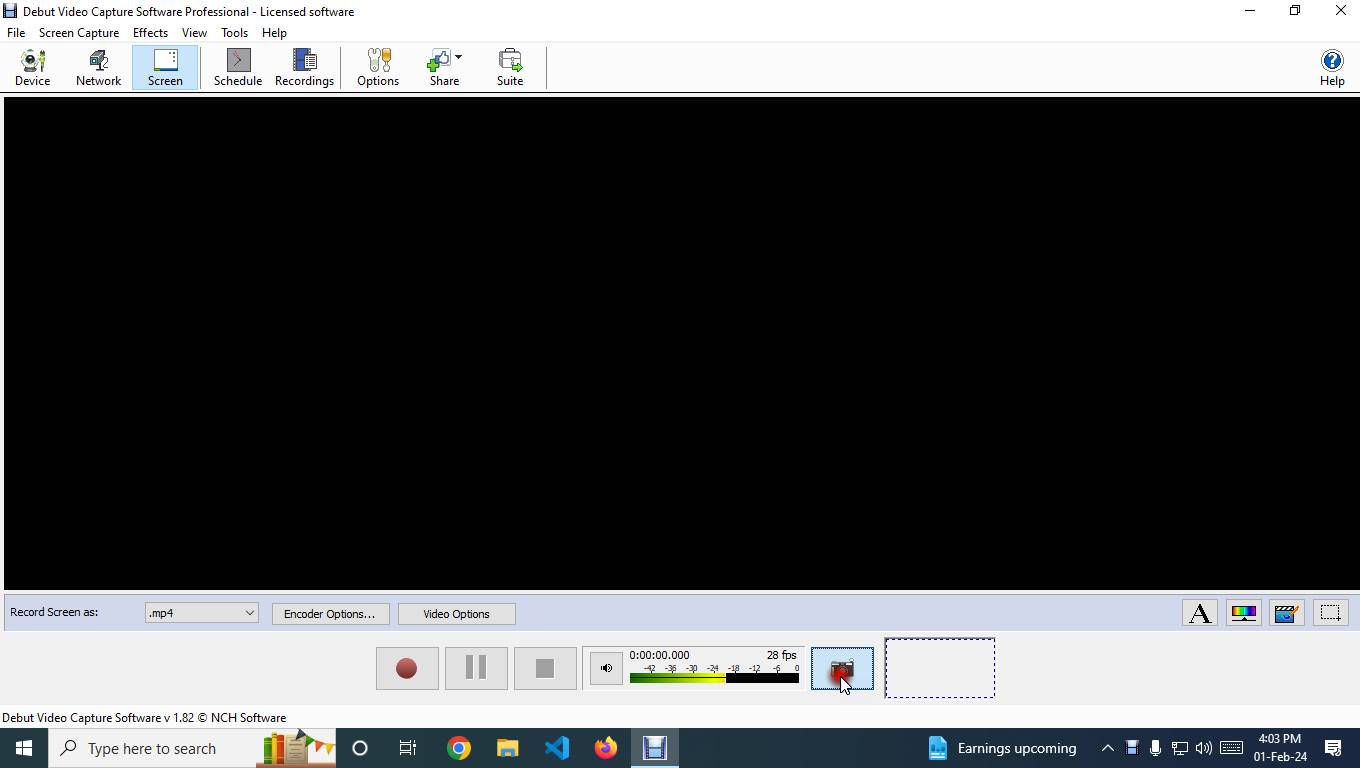 Debut Video Capture Software Professional - Licensed software
File Screen Capture Effects View Tools Help
Device Network Screen Schedule Recordings Options Share Suite Help
Record Screen as: .mp4 Encoder Options... Video Options A
0:00:00.000 28 fps
-42 -36 -30 -24 -18 -12 -6 0
Debut Video Capture Software v 1.82 © NCH Software
Type here to search Earnings upcoming 4:03 PM
01-Feb-24